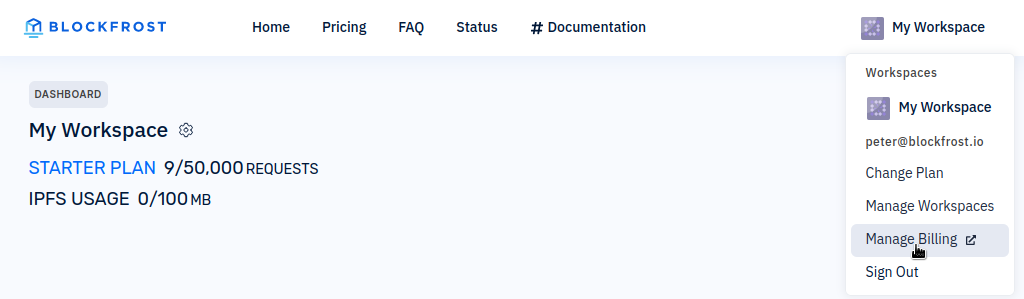 BLOCKFROST Home Pricing FAQ Status # Documentation My Workspace
DASHBOARD
My Workspace
STARTER PLAN 9/50,000 REQUESTS
IPFS USAGE 0/100 MB
Workspaces
My Workspace
peter@blockfrost.io
Change Plan
Manage Workspaces
Manage Billing
Sign Out